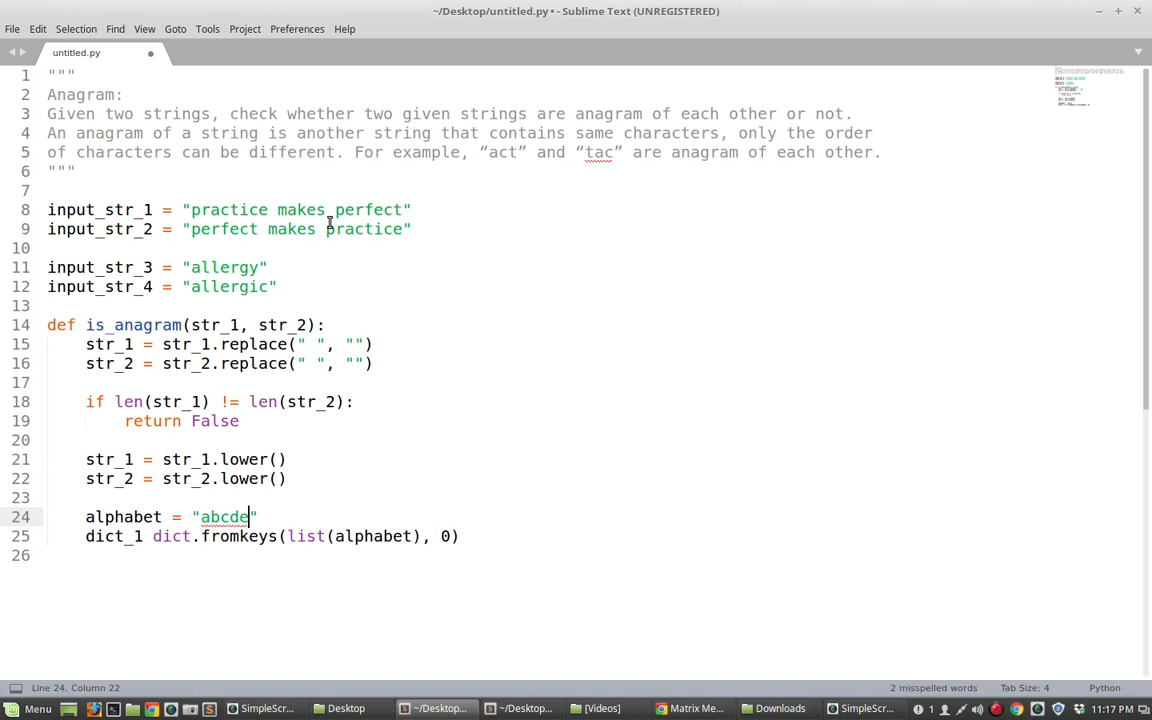 ~/Desktop/untitled.py • - Sublime Text (UNREGISTERED)
File Edit Selection Find View Goto Tools Project Preferences Help
untitled.py
1 """
2 Anagram:
3 Given two strings, check whether two given strings are anagram of each other or not.
4 An anagram of a string is another string that contains same characters, only the order
5 of characters can be different. For example, “act” and “tac” are anagram of each other.
6 """
7
8 input_str_1 = "practice makes perfect"
9 input_str_2 = "perfect makes practice"
10
11 input_str_3 = "allergy"
12 input_str_4 = "allergic"
13
14 def is_anagram(str_1, str_2):
15 str_1 = str_1.replace(" ", "")
16 str_2 = str_2.replace(" ", "")
17
18 if len(str_1) != len(str_2):
19 return False
20
21 str_1 = str_1.lower()
22 str_2 = str_2.lower()
23
24 alphabet = "abcde"
25 dict_1 dict.fromkeys(list(alphabet), 0)
26
Line 24, Column 22 2 misspelled words Tab Size: 4 Python
Menu SimpleScr... Desktop ~/Desktop... ~/Desktop... [Videos] Matrix Me... Downloads SimpleScr... 1 11:17 PM